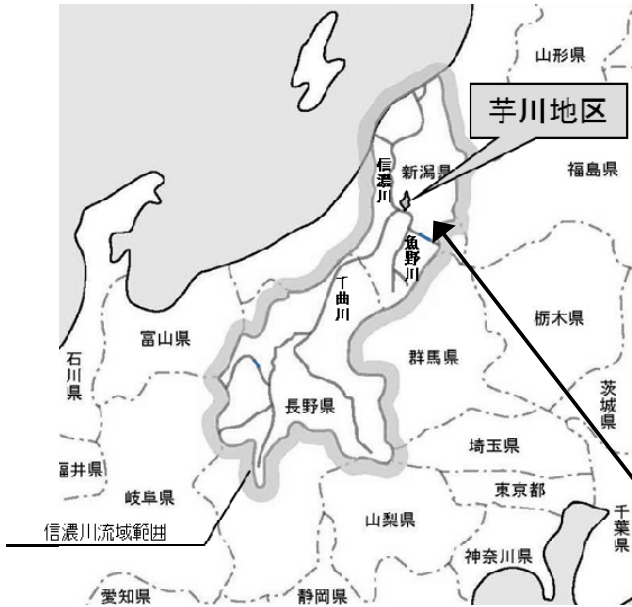 山形県
芋川地区
信濃川
新潟県
福島県
魚野川
千曲川
栃木県
富山県
群馬県
石川県
茨城県
長野県
埼玉県
福井県
岐阜県
東京都
千葉県
山梨県
信濃川流域範囲
神奈川県
愛知県
静岡県